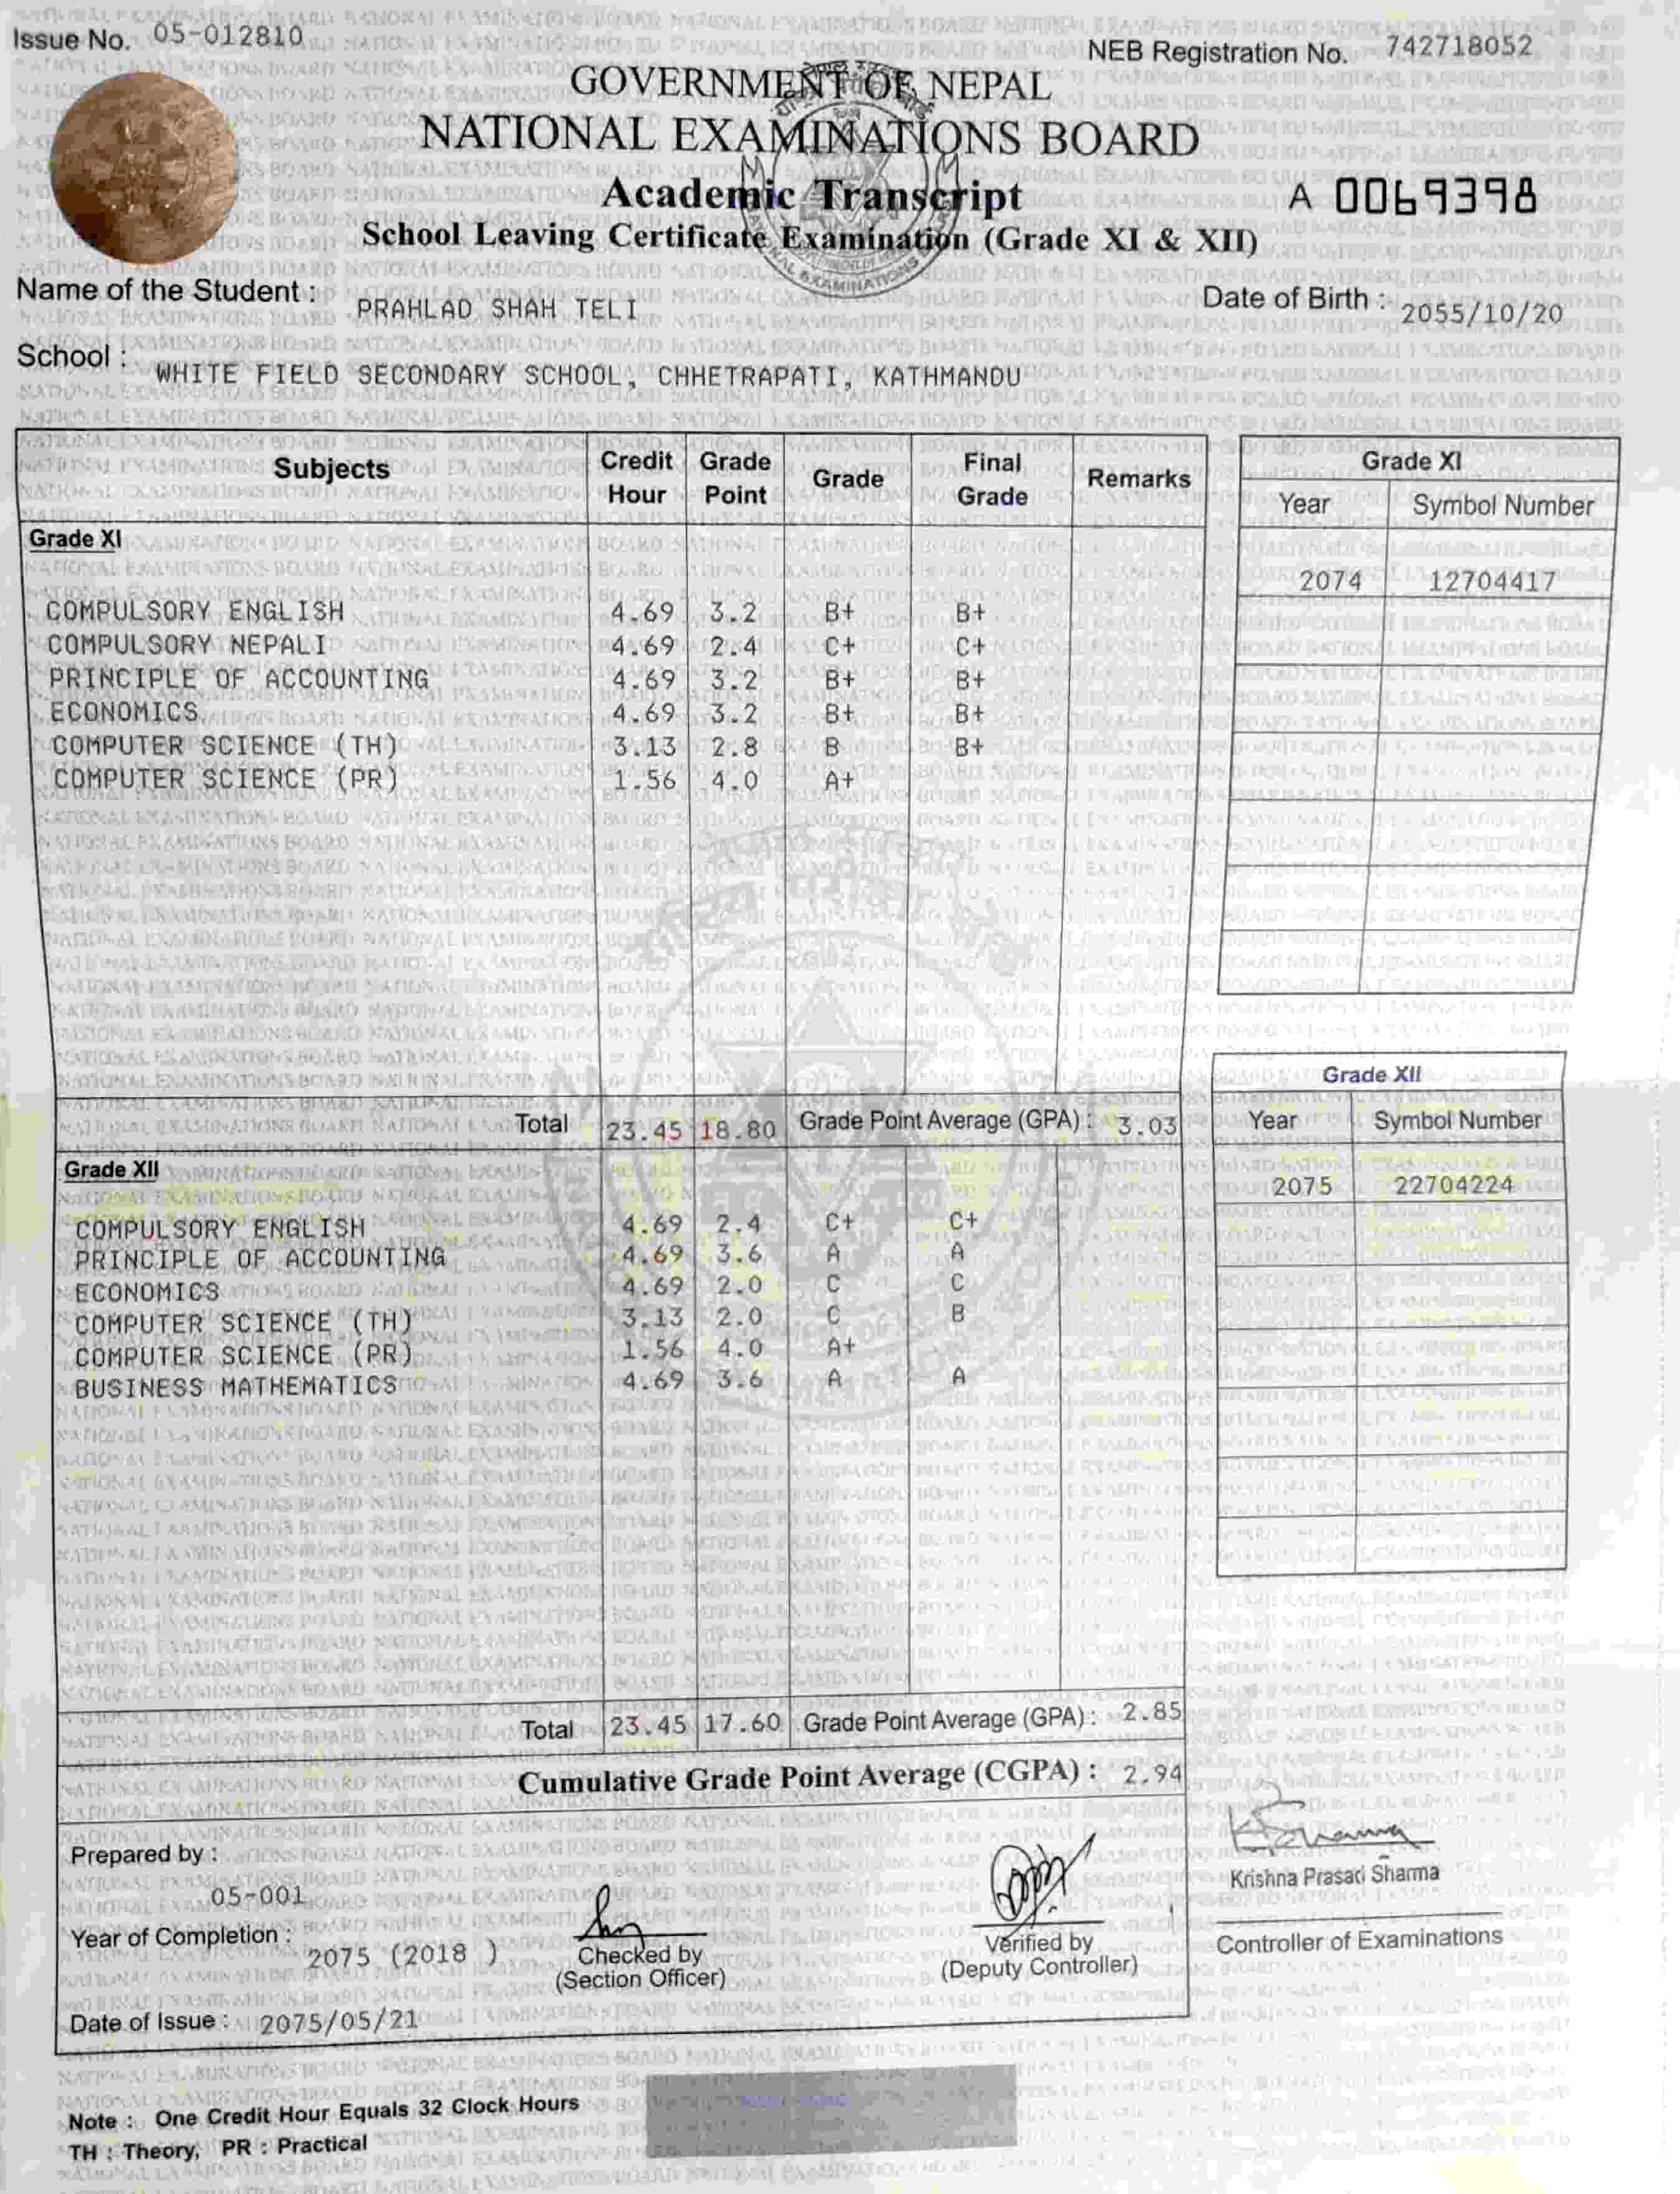 Issue No. 05-012810
NEB Registration No. 742718052
GOVERNMENT OF NEPAL
NATIONAL EXAMINATIONS BOARD
Academic Transcript
A 0069398
School Leaving Certificate Examination (Grade XI & XII)
Name of the Student : PRAHLAD SHAH TELI
Date of Birth : 2055/10/20
School : WHITE FIELD SECONDARY SCHOOL, CHHETRAPATI, KATHMANDU
Subjects Credit Hour Grade Point Grade Final Grade Remarks
Grade XI
COMPULSORY ENGLISH 4.69 3.2 B+ B+
COMPULSORY NEPALI 4.69 2.4 C+ C+
PRINCIPLE OF ACCOUNTING 4.69 3.2 B+ B+
ECONOMICS 4.69 3.2 B+ B+
COMPUTER SCIENCE (TH) 3.13 2.8 B B+
COMPUTER SCIENCE (PR) 1.56 4.0 A+
Total 23.45 18.80 Grade Point Average (GPA) : 3.03
Grade XII
COMPULSORY ENGLISH 4.69 2.4 C+ C+
PRINCIPLE OF ACCOUNTING 4.69 3.6 A A
ECONOMICS 4.69 2.0 C C
COMPUTER SCIENCE (TH) 3.13 2.0 C B
COMPUTER SCIENCE (PR) 1.56 4.0 A+
BUSINESS MATHEMATICS 4.69 3.6 A A
Total 23.45 17.60 Grade Point Average (GPA) : 2.85
Cumulative Grade Point Average (CGPA) : 2.94
Grade XI
Year Symbol Number
2074 12704417
Grade XII
Year Symbol Number
2075 22704224
Prepared by :
05-001
Year of Completion : 2075 (2018 )
Date of Issue : 2075/05/21
Checked by
(Section Officer)
Verified by
(Deputy Controller)
Krishna Prasad Sharma
Controller of Examinations
Note : One Credit Hour Equals 32 Clock Hours
TH : Theory, PR : Practical